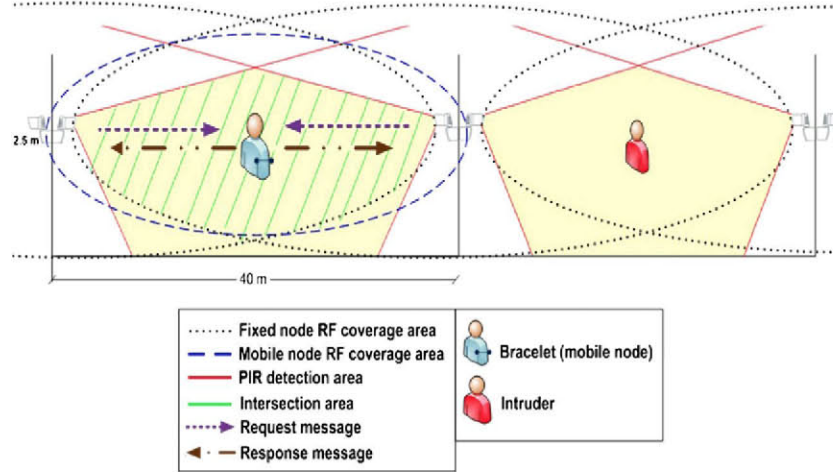 2.5 m
40 m
Fixed node RF coverage area
Mobile node RF coverage area
PIR detection area
Intersection area
Request message
Response message
Bracelet (mobile node)
Intruder